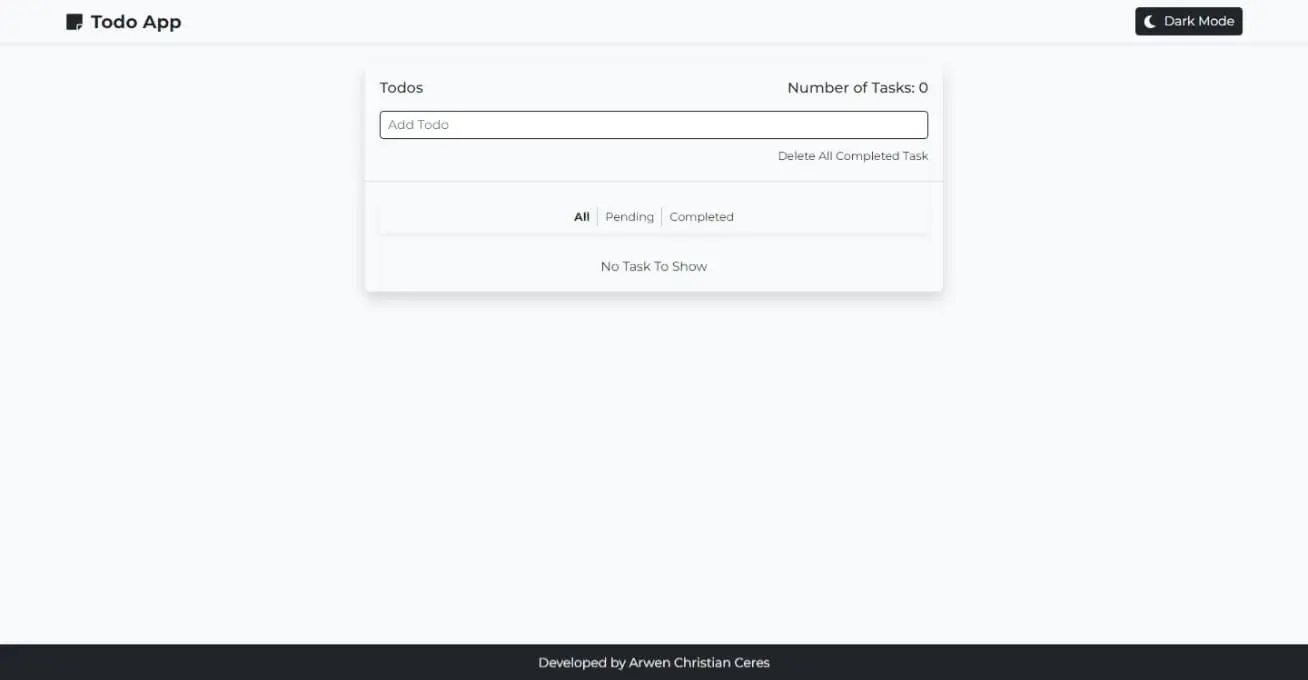 Todo App
Dark Mode
Todos
Number of Tasks: 0
Add Todo
Delete All Completed Task
All
Pending
Completed
No Task To Show
Developed by Arwen Christian Ceres